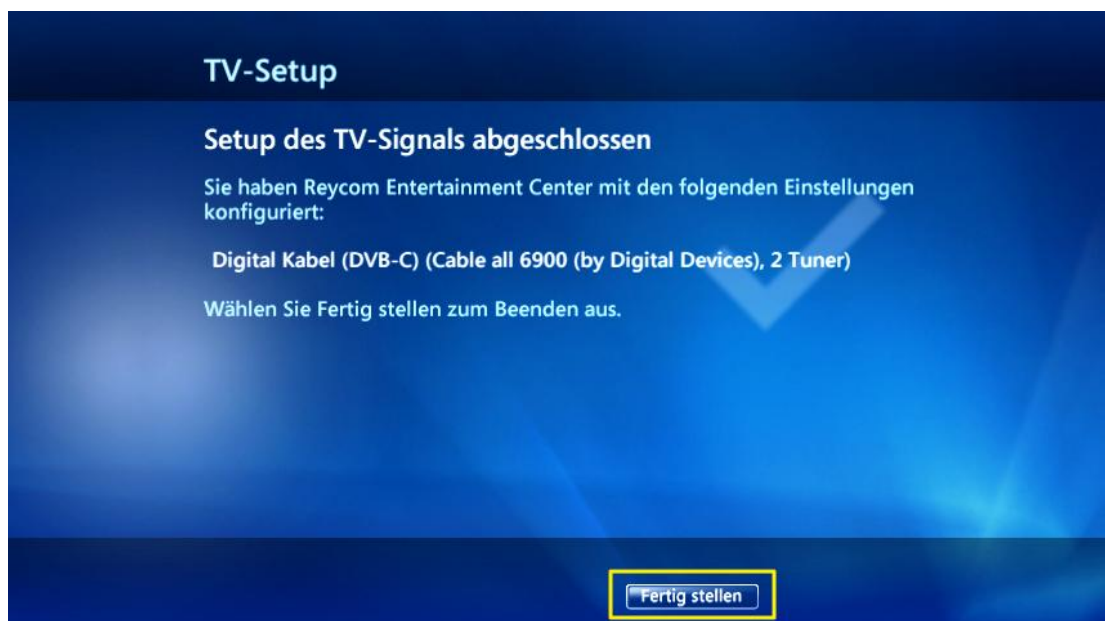 TV-Setup
Setup des TV-Signals abgeschlossen
Sie haben Reycom Entertainment Center mit den folgenden Einstellungen
konfiguriert:
Digital Kabel (DVB-C) (Cable all 6900 (by Digital Devices), 2 Tuner)
Wählen Sie Fertig stellen zum Beenden aus.
Fertig stellen